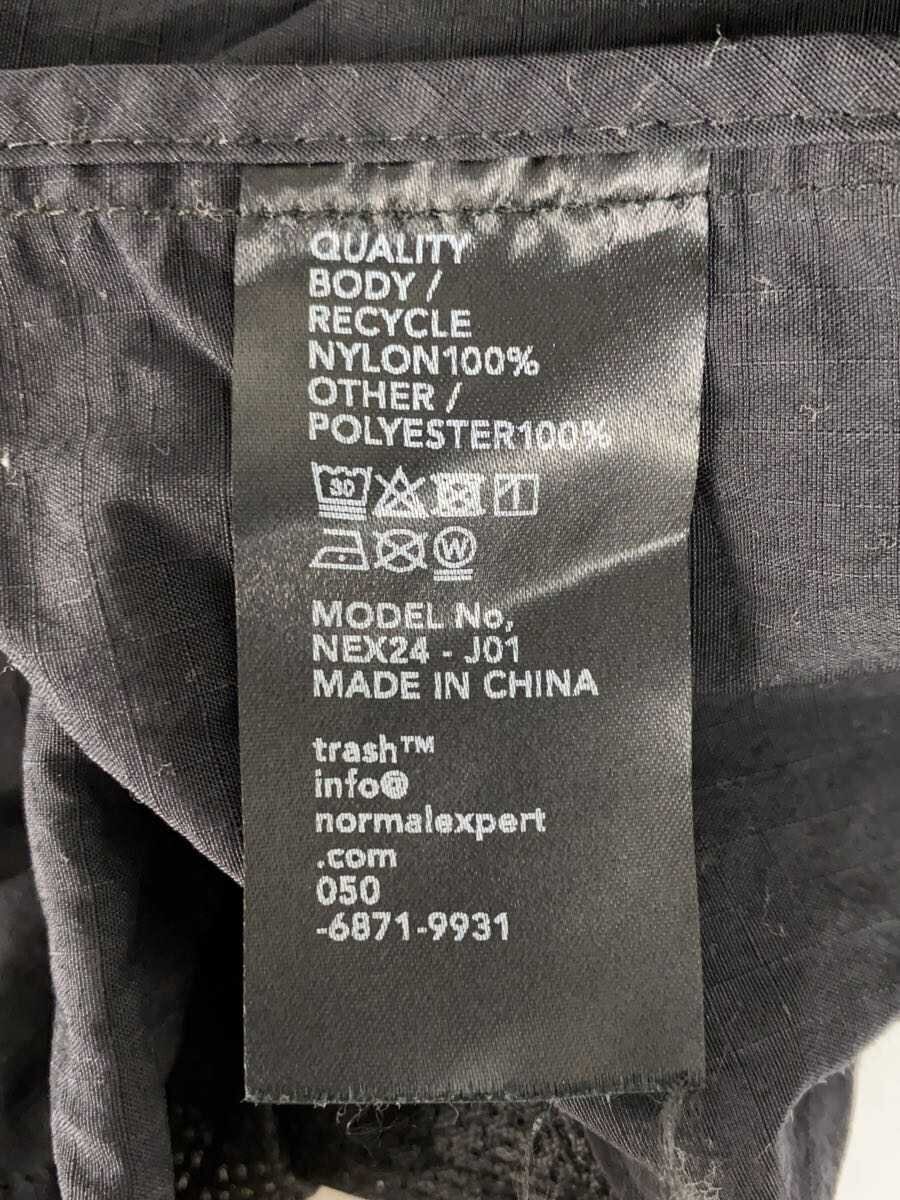 QUALITY
BODY /
RECYCLE
NYLON100%
OTHER /
POLYESTER100%
30
W
MODEL No,
NEX24 - J01
MADE IN CHINA
trash™
info@
normalexpert
.com
050
-6871-9931